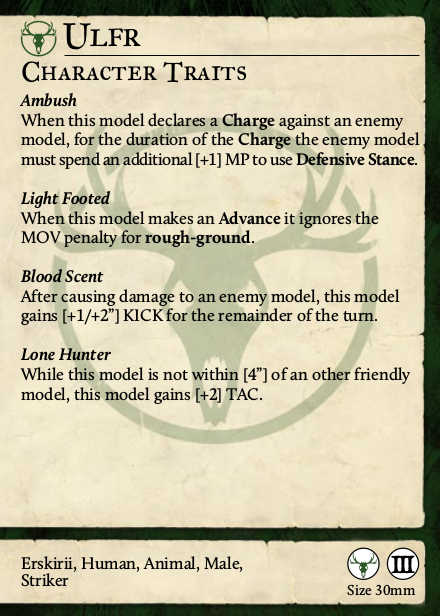 Ulfr
Character Traits
Ambush
When this model declares a Charge against an enemy
model, for the duration of the Charge the enemy model
must spend an additional [+1] MP to use Defensive Stance.
Light Footed
When this model makes an Advance it ignores the
MOV penalty for rough-ground.
Blood Scent
After causing damage to an enemy model, this model
gains [+1/+2”] KICK for the remainder of the turn.
Lone Hunter
While this model is not within [4”] of an other friendly
model, this model gains [+2] TAC.
Erskirii, Human, Animal, Male,
Striker
III
Size 30mm